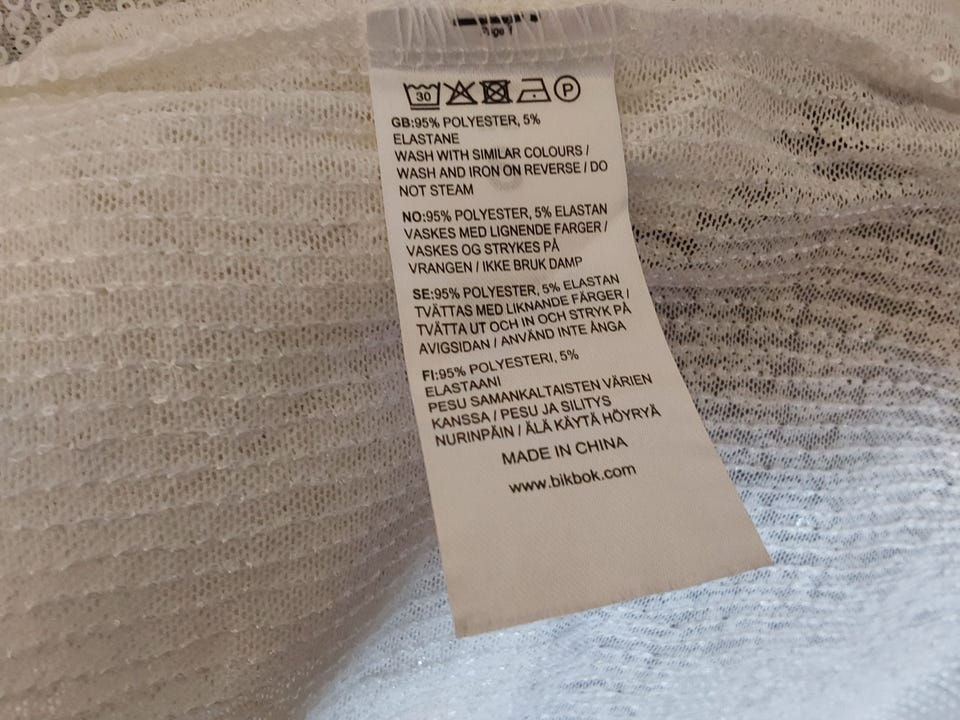 30 P
GB:95% POLYESTER, 5%
ELASTANE
WASH WITH SIMILAR COLOURS /
WASH AND IRON ON REVERSE / DO
NOT STEAM
NO:95% POLYESTER, 5% ELASTAN
VASKES MED LIGNENDE FARGER /
VASKES OG STRYKES PÅ
VRANGEN / IKKE BRUK DAMP
SE:95% POLYESTER, 5% ELASTAN
TVÄTTAS MED LIKNANDE FÄRGER /
TVÄTTA UT OCH IN OCH STRYK PÅ
AVIGSIDAN / ANVÄND INTE ÅNGA
FI:95% POLYESTERI, 5%
ELASTAANI
PESU SAMANKALTAISTEN VÄRIEN
KANSSA / PESU JA SILITYS
NURINPÄIN / ÄLÄ KÄYTÄ HÖYRYÄ
MADE IN CHINA
www.bikbok.com